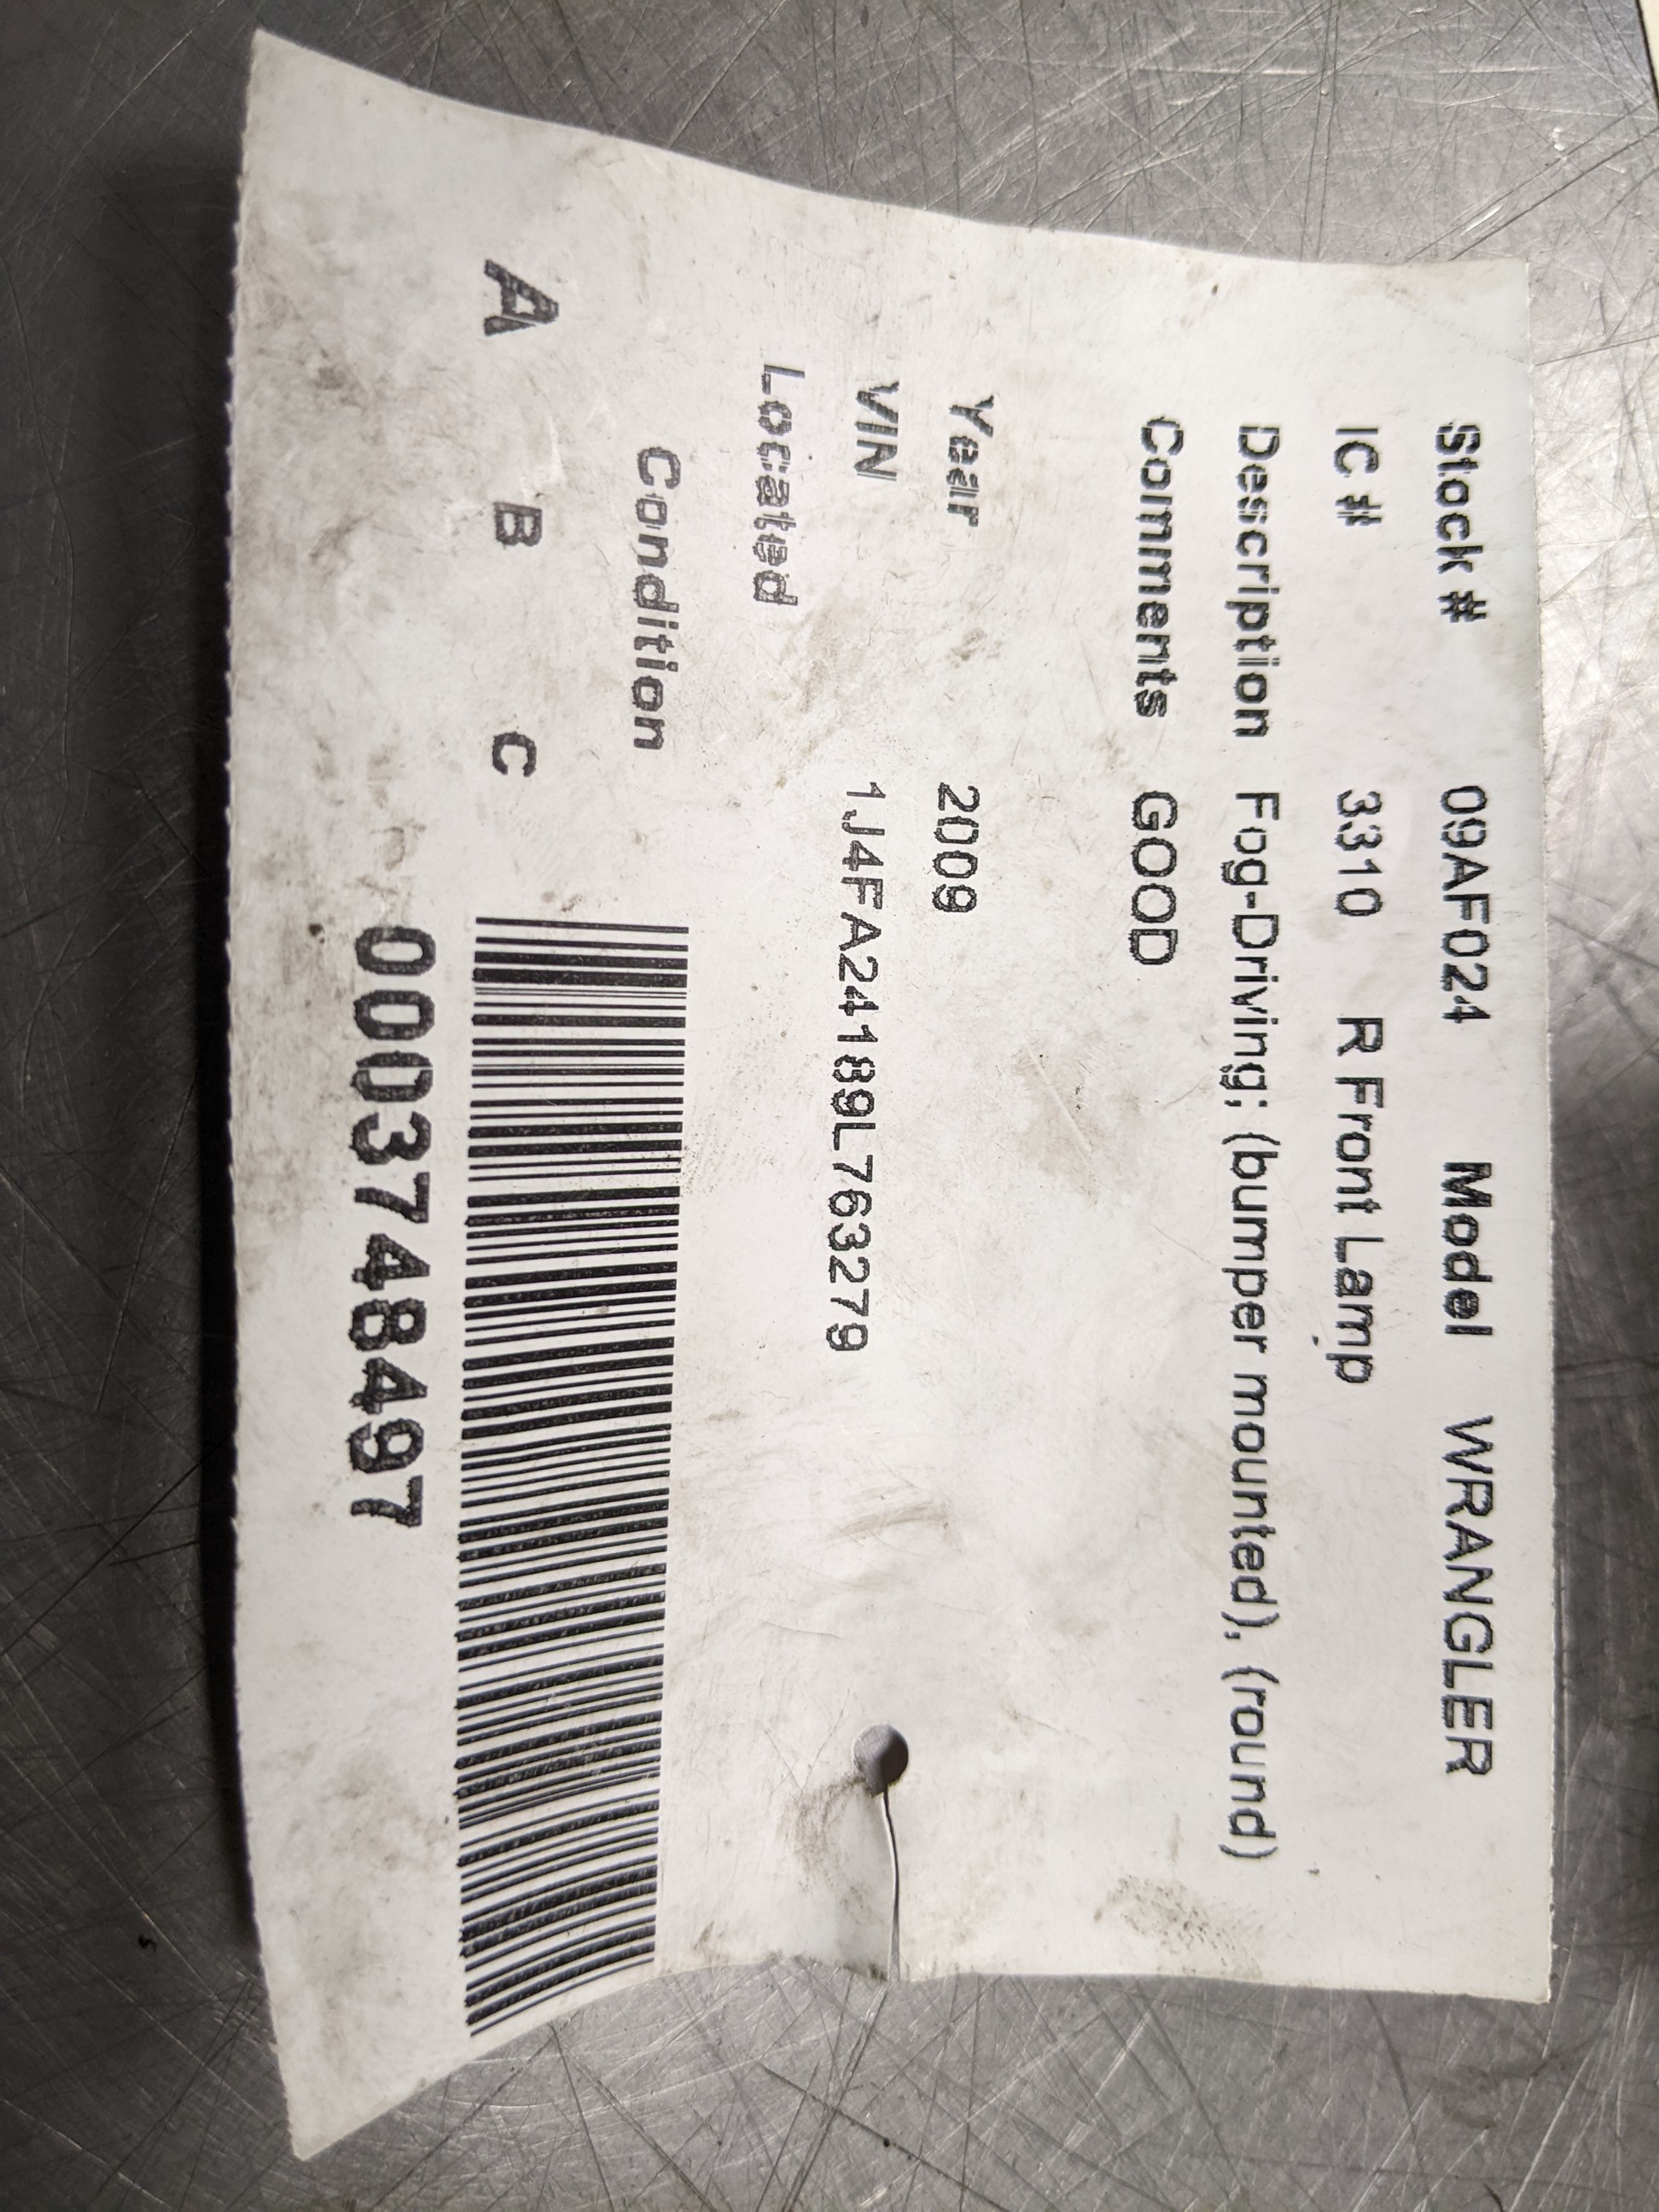 Stock # 09AF024 Model WRANGLER
IC # 3310 R Front Lamp
Description Fog-Driving; (bumper mounted), (round)
Comments GOOD
Year 2009
VIN 1J4FA24189L763279
Located
Condition
A B C
0003748497